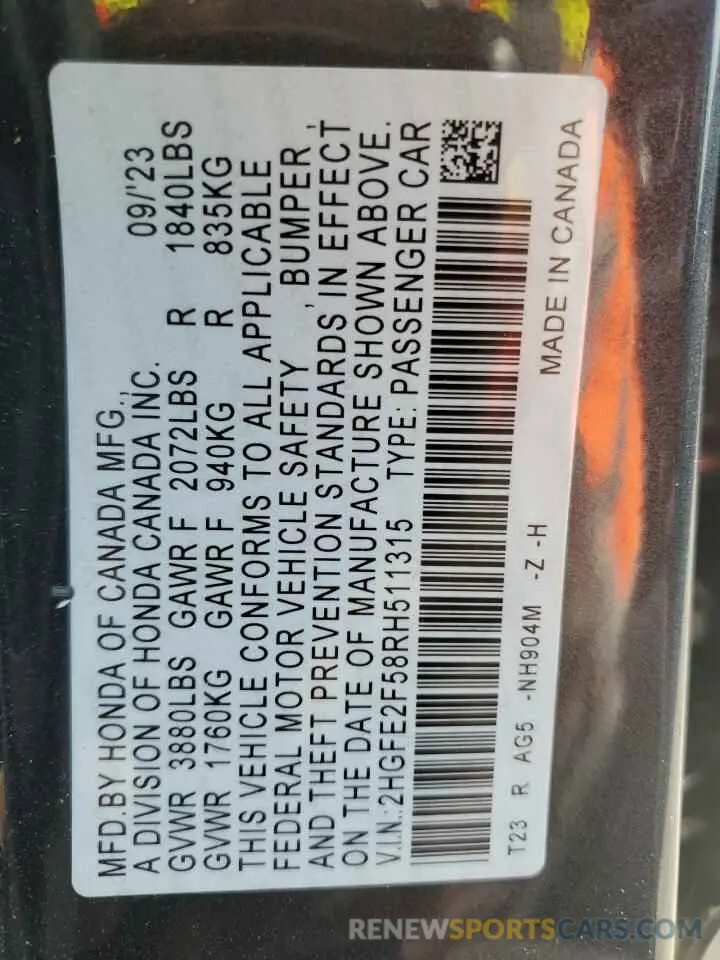 MFD.BY HONDA OF CANADA MFG., 09/'23
A DIVISION OF HONDA CANADA INC.
GVWR 3880LBS GAWR F 2072LBS R 1840LBS
GVWR 1760KG GAWR F 940KG R 835KG
THIS VEHICLE CONFORMS TO ALL APPLICABLE
FEDERAL MOTOR VEHICLE SAFETY , BUMPER ,
AND THEFT PREVENTION STANDARDS IN EFFECT
ON THE DATE OF MANUFACTURE SHOWN ABOVE.
V.I.N.: 2HGFE2F58RH511315 TYPE: PASSENGER CAR
T23 R AG5 -NH904M -Z -H
MADE IN CANADA
RENEWSPORTSCARS.COM